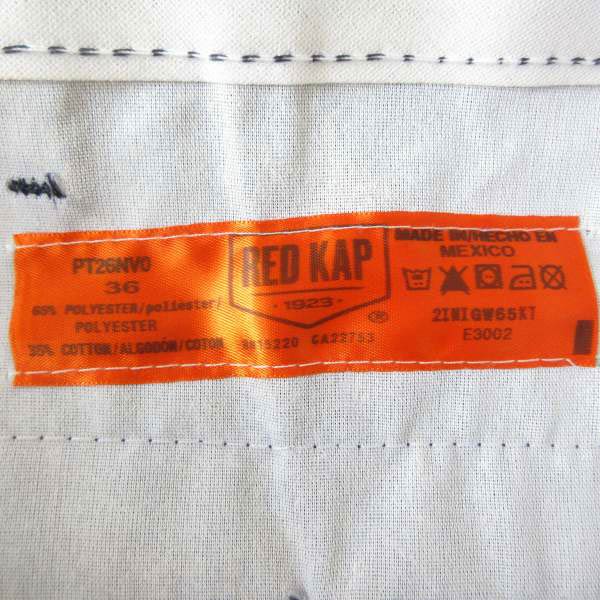 PT26NV0
36
65% POLYESTER/poliester/
POLYESTER
35% COTTON/ALGODÓN/COTON
RED KAP
·1923·
®
CA22753
MADE IN/HECHO EN
MEXICO
2INIGW65XT
E3002